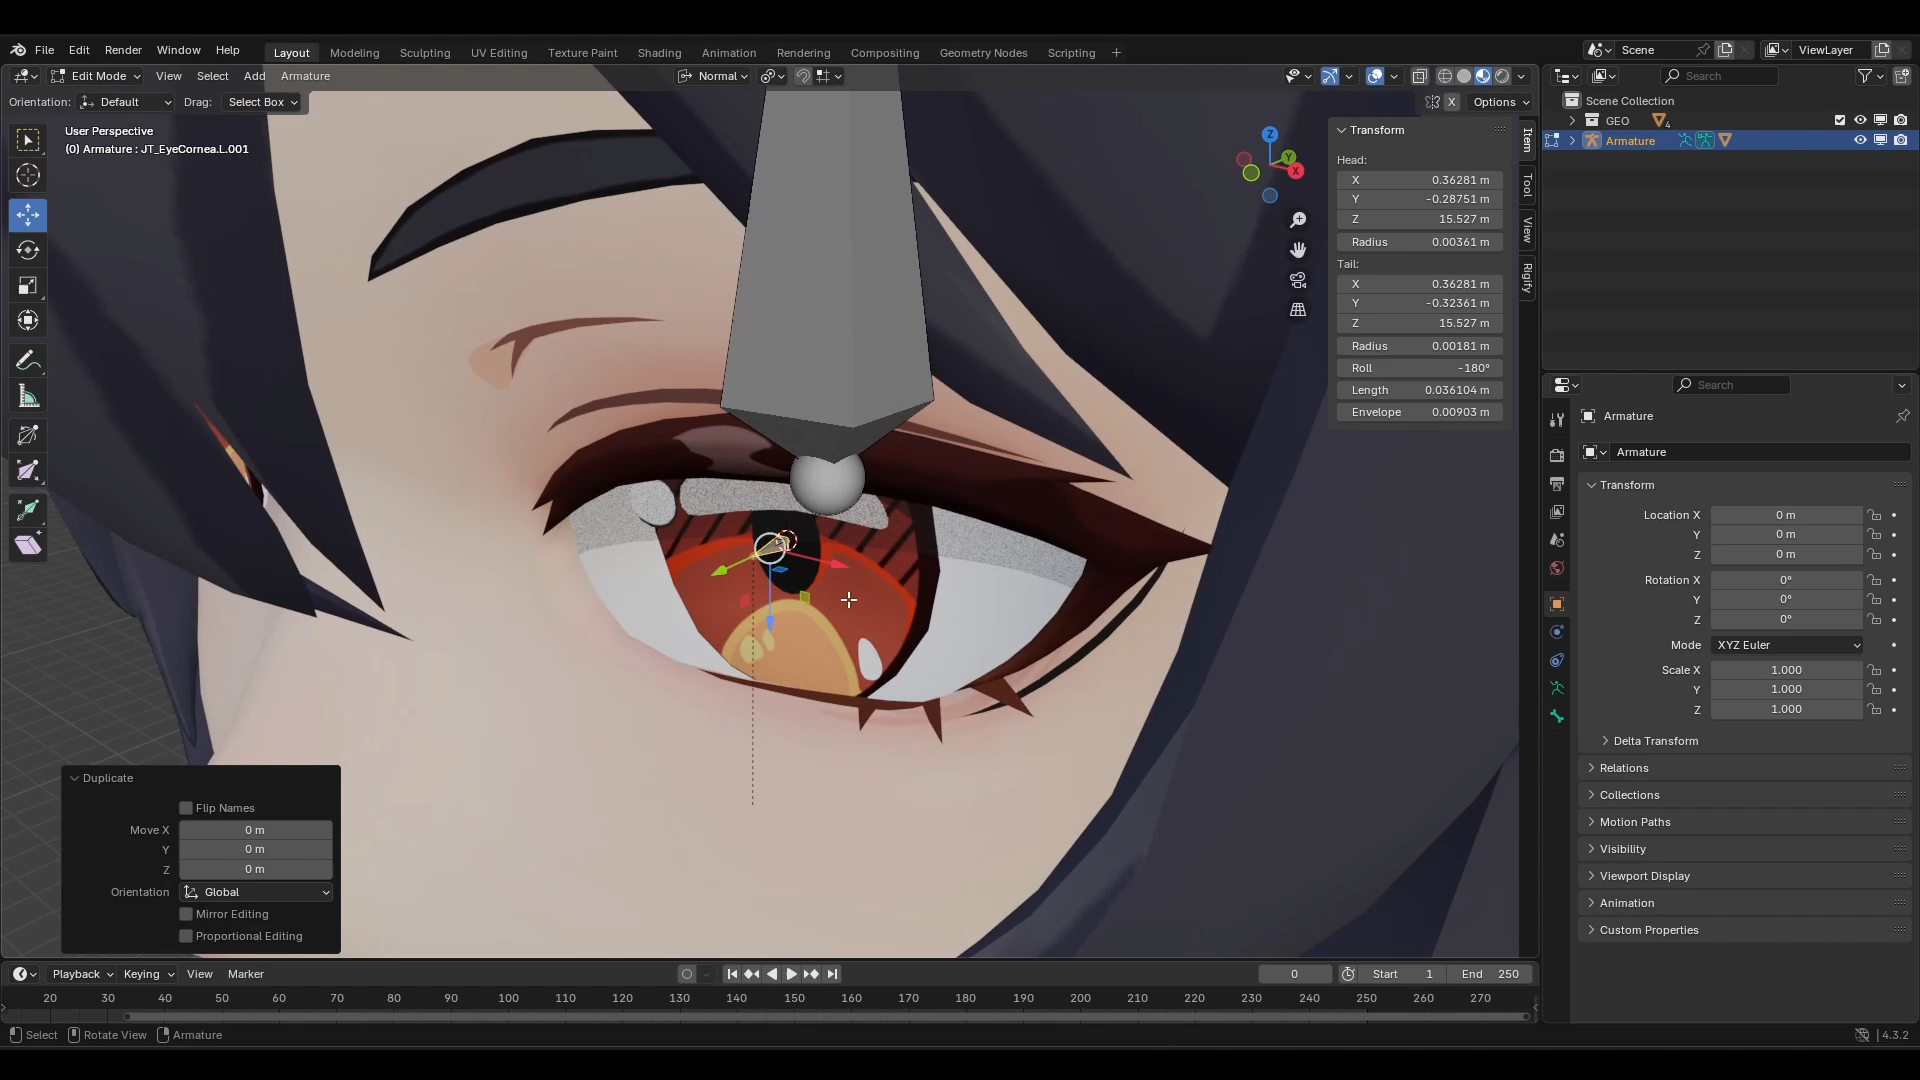 File Edit Render Window Help Layout Modeling Sculpting UV Editing Texture Paint Shading Animation Rendering Compositing Geometry Nodes Scripting + Scene ViewLayer
Edit Mode View Select Add Armature Normal Search
Orientation: Default Drag: Select Box X Options
User Perspective
(0) Armature : JT_EyeCornea.L.001
Z
Y
X
Transform
Head:
X 0.36281 m
Y -0.28751 m
Z 15.527 m
Radius 0.00361 m
Tail:
X 0.36281 m
Y -0.32361 m
Z 15.527 m
Radius 0.00181 m
Roll -180°
Length 0.036104 m
Envelope 0.00903 m
Item
Tool
View
Rigify
Scene Collection
GEO 4
Armature
Search
Armature
Armature
Transform
Location X 0 m
Y 0 m
Z 0 m
Rotation X 0°
Y 0°
Z 0°
Mode XYZ Euler
Scale X 1.000
Y 1.000
Z 1.000
Delta Transform
Relations
Collections
Motion Paths
Visibility
Viewport Display
Animation
Custom Properties
Duplicate
Flip Names
Move X 0 m
Y 0 m
Z 0 m
Orientation Global
Mirror Editing
Proportional Editing
Playback Keying View Marker 0 Start 1 End 250
20 30 40 50 60 70 80 90 100 110 120 130 140 150 160 170 180 190 200 210 220 230 240 250 260 270
Select Rotate View Armature 4.3.2